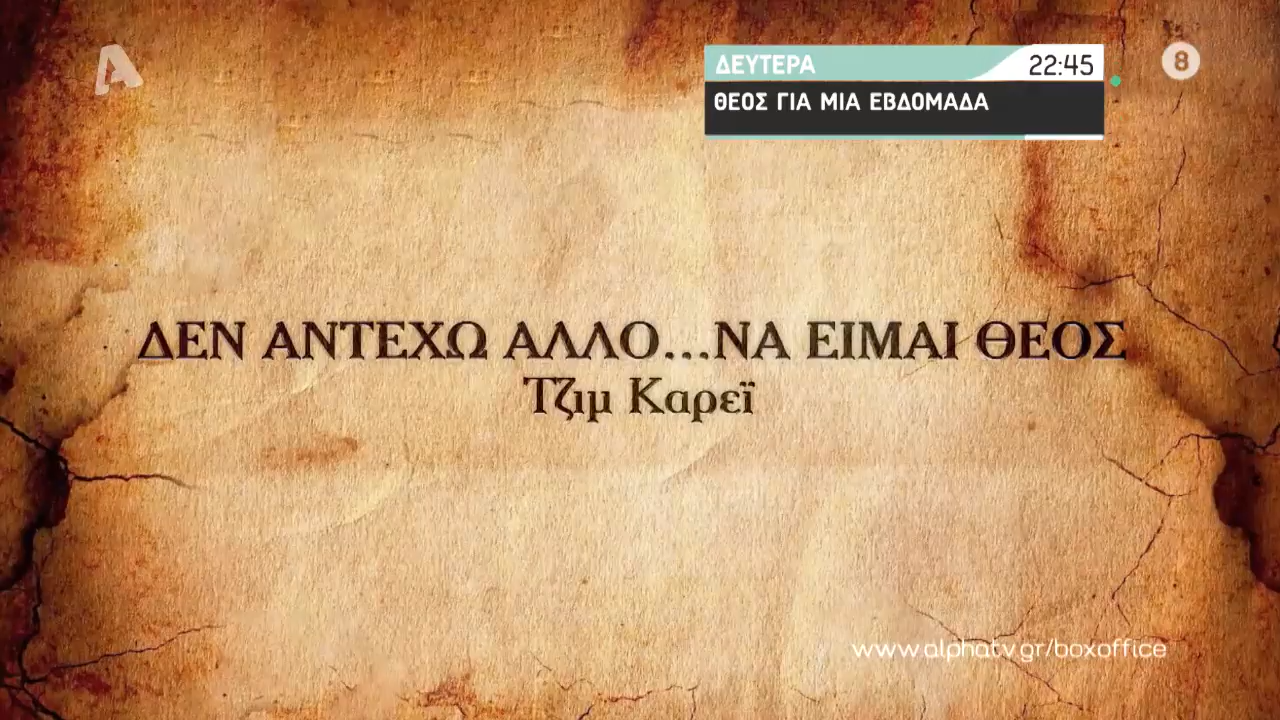 ΔΕΥΤΕΡΑ 22:45
8
ΘΕΟΣ ΓΙΑ ΜΙΑ ΕΒΔΟΜΑΔΑ
ΔΕΝ ΑΝΤΕΧΩ ΑΛΛΟ...ΝΑ ΕΙΜΑΙ ΘΕΟΣ
Τζιμ Καρεϊ
www.alphatv.gr/boxoffice